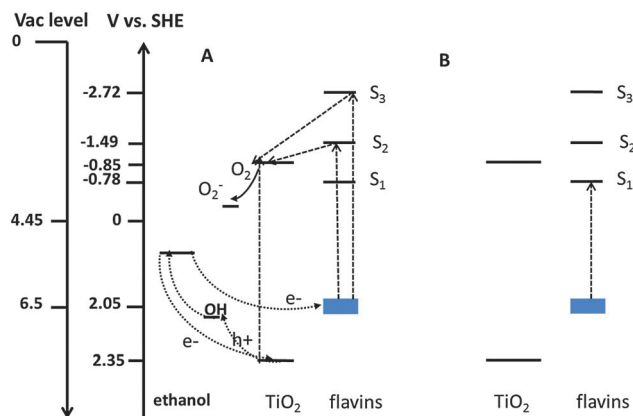 Vac level V vs. SHE
0
A
B
-2.72
S3
S3
-1.49
S2
S2
-0.85
O2
-0.78
S1
S1
O2-
4.45
0
6.5
2.05
e-
OH
e-
h+
2.35
ethanol
TiO2
flavins
TiO2
flavins